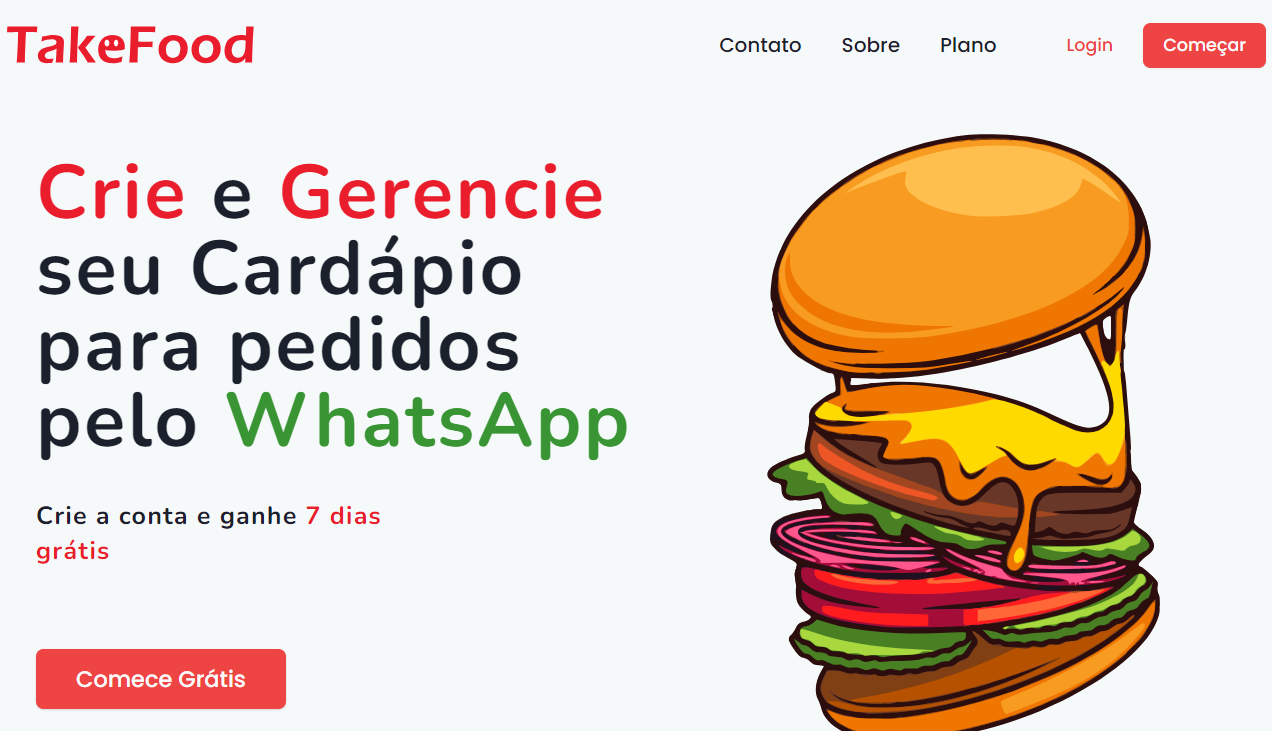 TakeFood
Contato Sobre Plano Login Começar
Crie e Gerencie
seu Cardápio
para pedidos
pelo WhatsApp
Crie a conta e ganhe 7 dias
grátis
Comece Grátis